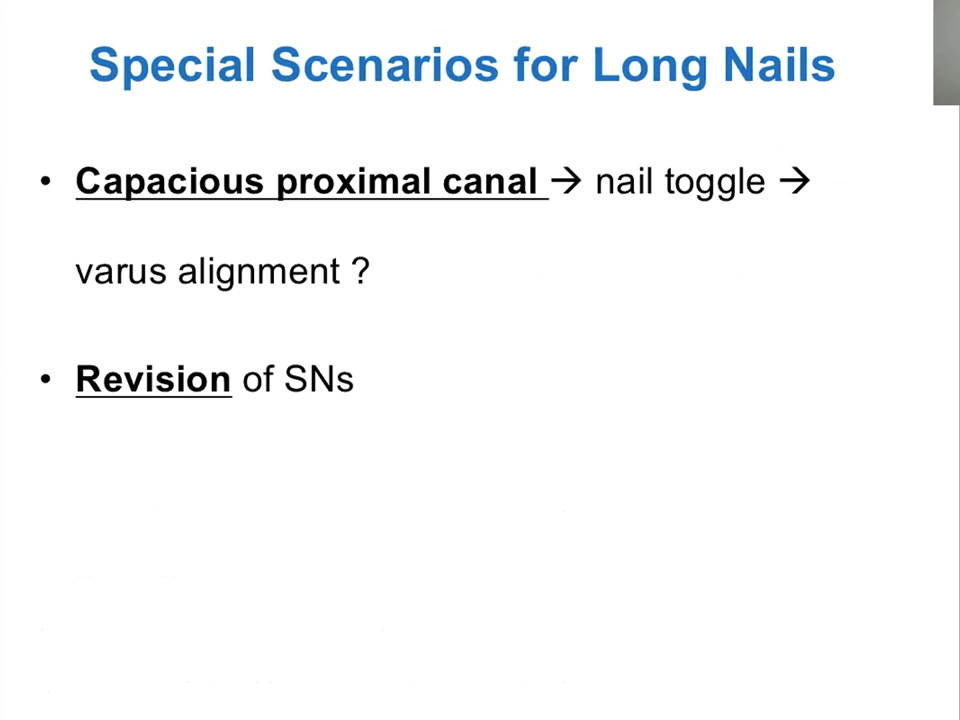 Special Scenarios for Long Nails
• Capacious proximal canal → nail toggle →
varus alignment ?
• Revision of SNs